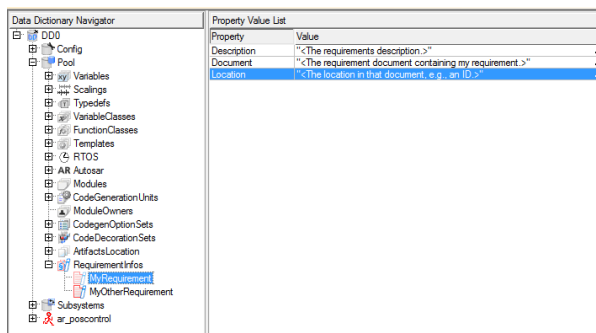 Data Dictionary Navigator
DD0
Config
Pool
Variables
Scalings
Typedefs
VariableClasses
FunctionClasses
Templates
RTOS
AR Autosar
Modules
CodeGenerationUnits
ModuleOwners
CodegenOptionSets
CodeDecorationSets
ArtifactsLocation
RequirementInfos
MyRequirement
MyOtherRequirement
Subsystems
ar_poscontrol
Property Value List
Property Value
Description "<The requirements description.>"
Document "<The requirement document containing my requirement.>"
Location "<The location in that document, e.g., an ID.>"